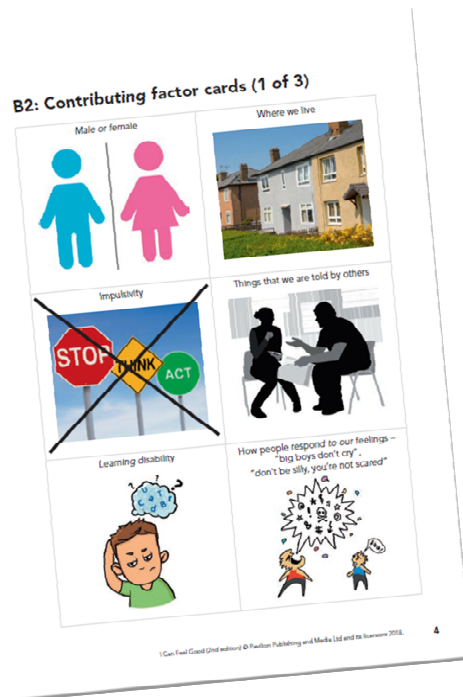 B2: Contributing factor cards (1 of 3)
Male or female
Where we live
Impulsivity
STOP
THINK
ACT
Things that we are told by others
Learning disability
How people respond to our feelings –
"big boys don't cry".
"don't be silly, you're not scared"
I Can Feel Good (2nd edition) © Pavilion Publishing and Media Ltd and its licensors 2018.
4